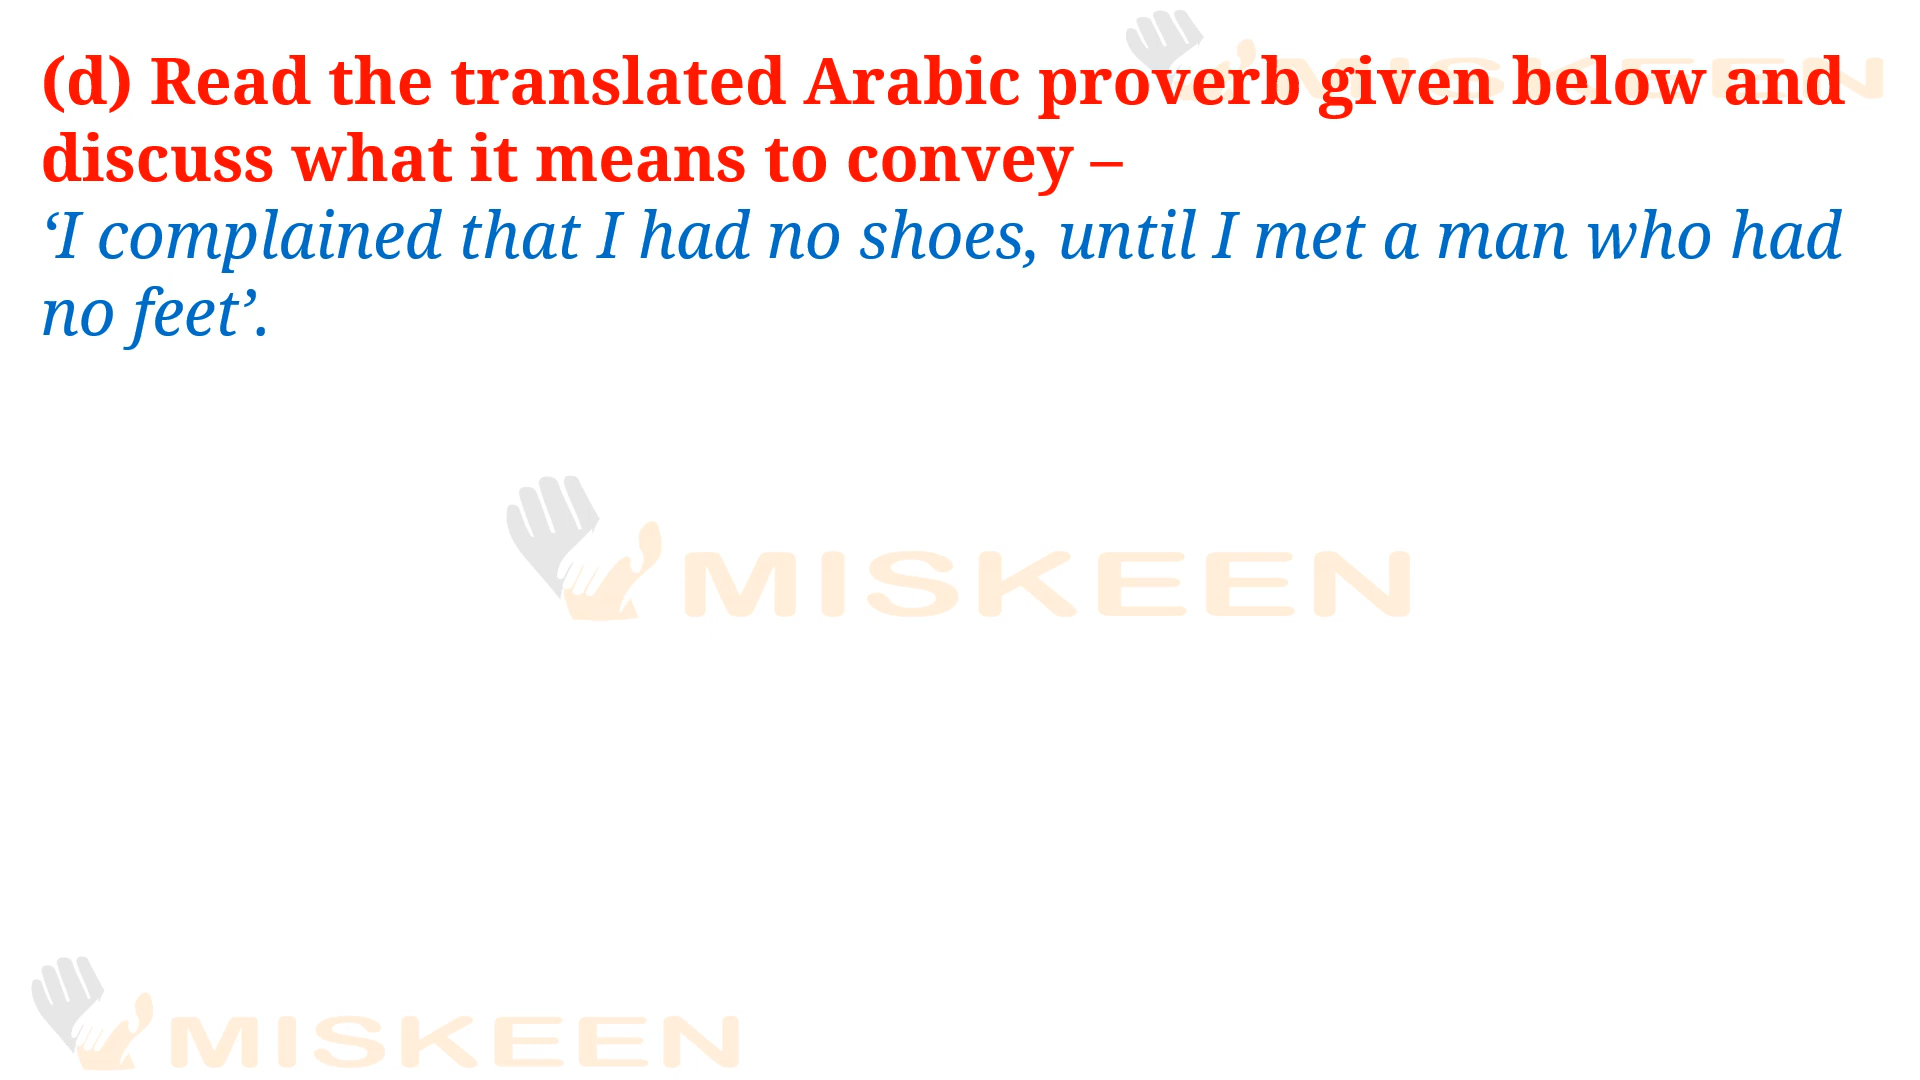 (d) Read the translated Arabic proverb given below and
discuss what it means to convey –
‘I complained that I had no shoes, until I met a man who had
no feet’.
MISKEEN
MISKEEN
MISKEEN